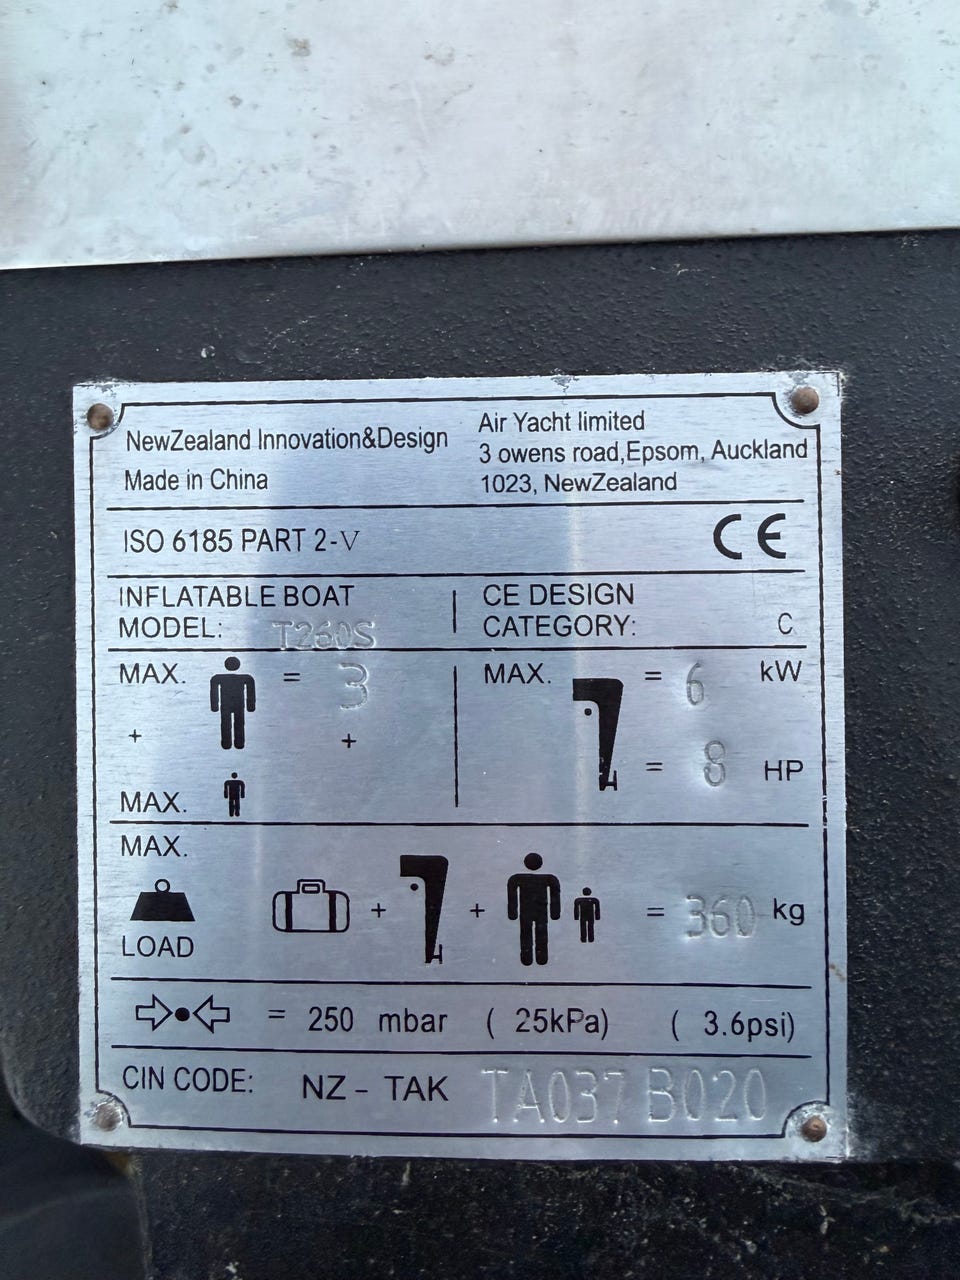 NewZealand Innovation&Design
Made in China
Air Yacht limited
3 owens road,Epsom, Auckland
1023, NewZealand
ISO 6185 PART 2-V
CE
INFLATABLE BOAT
MODEL: T260S
CE DESIGN
CATEGORY: C
MAX. = 3
+ +
MAX.
MAX. = 6 kW
= 8 HP
MAX.
LOAD
+ + = 360 kg
= 250 mbar ( 25kPa) ( 3.6psi)
CIN CODE: NZ - TAK TA037 B020